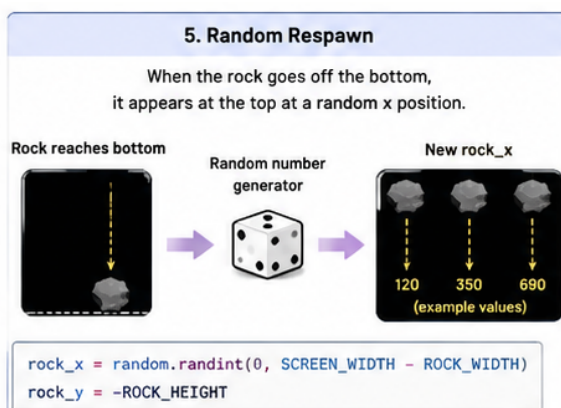 5. Random Respawn
When the rock goes off the bottom,
it appears at the top at a random x position.
Rock reaches bottom
Random number
generator
New rock_x
120 350 690
(example values)
rock_x = random.randint(0, SCREEN_WIDTH - ROCK_WIDTH)
rock_y = -ROCK_HEIGHT